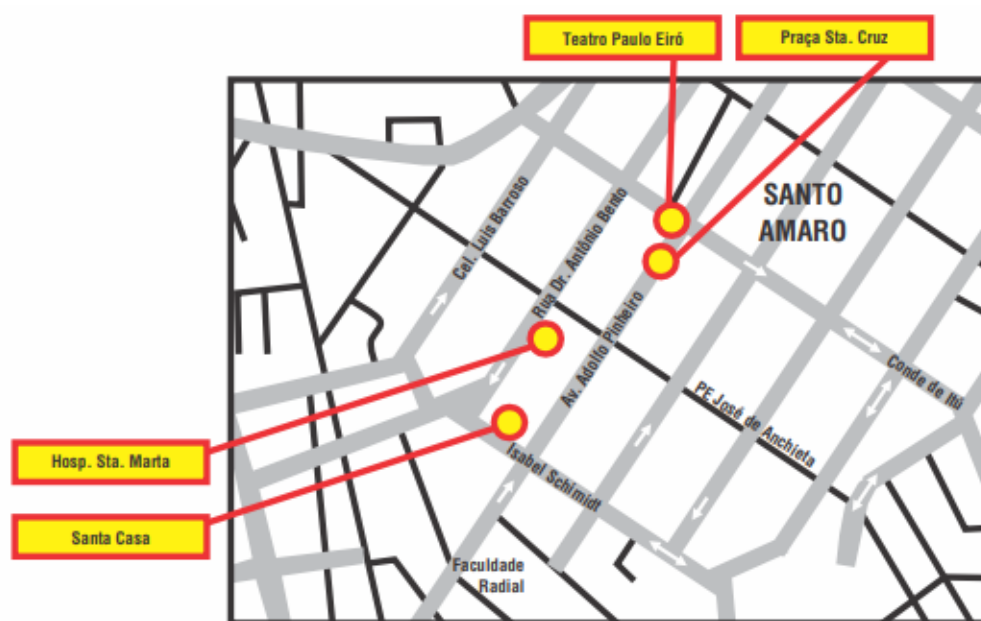 Teatro Paulo Eiró
Praça Sta. Cruz
SANTO
AMARO
Cel. Luis Barroso
Rua Dr. Antônio Bento
Av. Adolfo Pinheiro
Conde de Itú
PE José de Anchieta
Isabel Schimidt
Hosp. Sta. Marta
Santa Casa
Faculdade
Radial